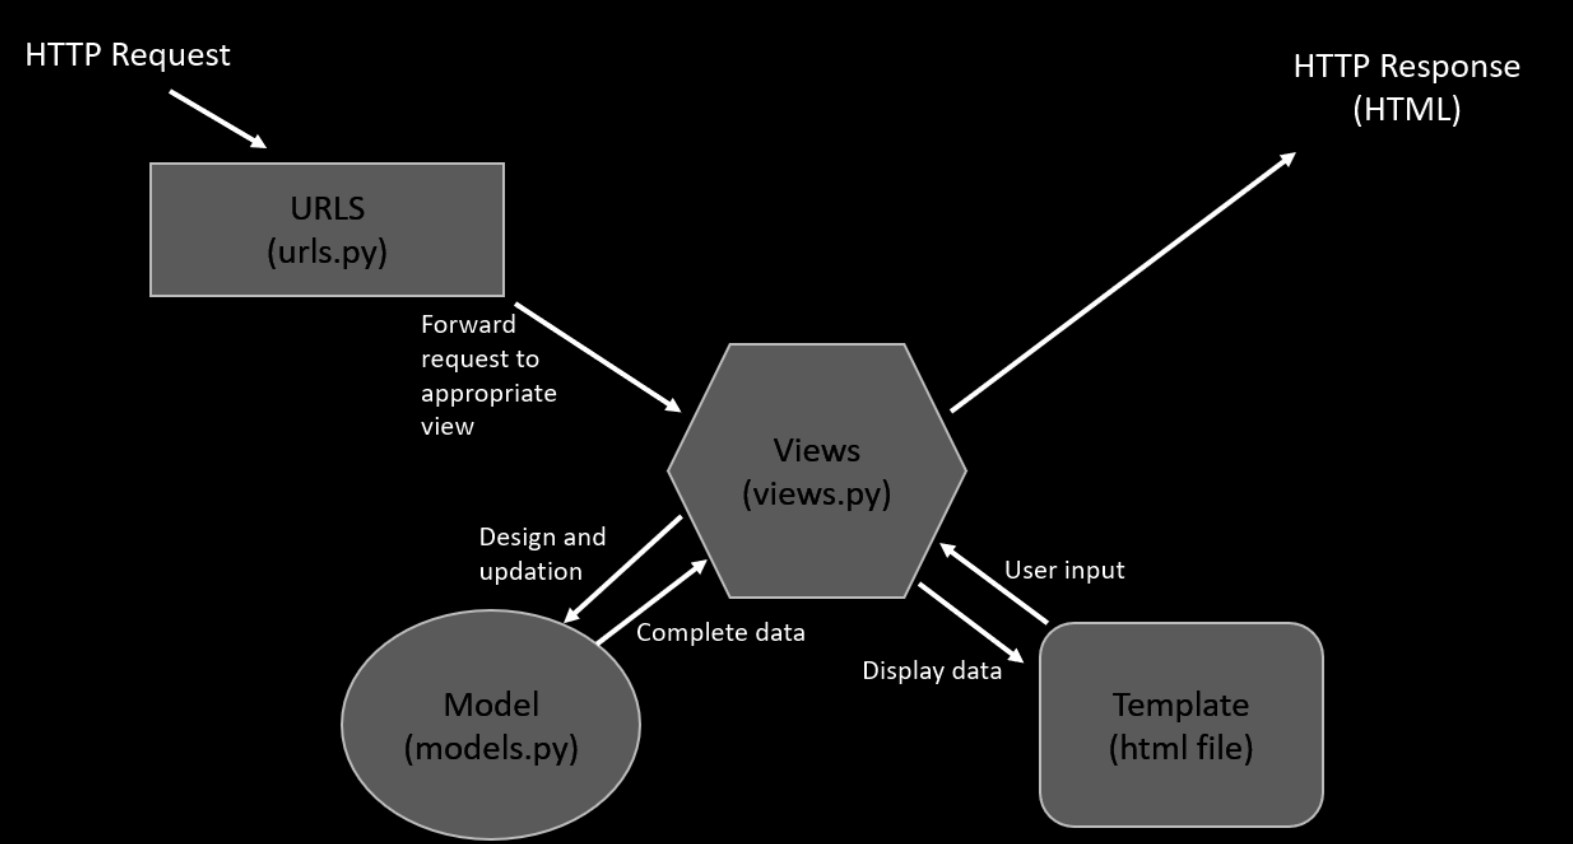 HTTP Request
HTTP Response
(HTML)
URLS
(urls.py)
Forward
request to
appropriate
view
Views
(views.py)
Design and
updation
User input
Complete data
Display data
Model
(models.py)
Template
(html file)